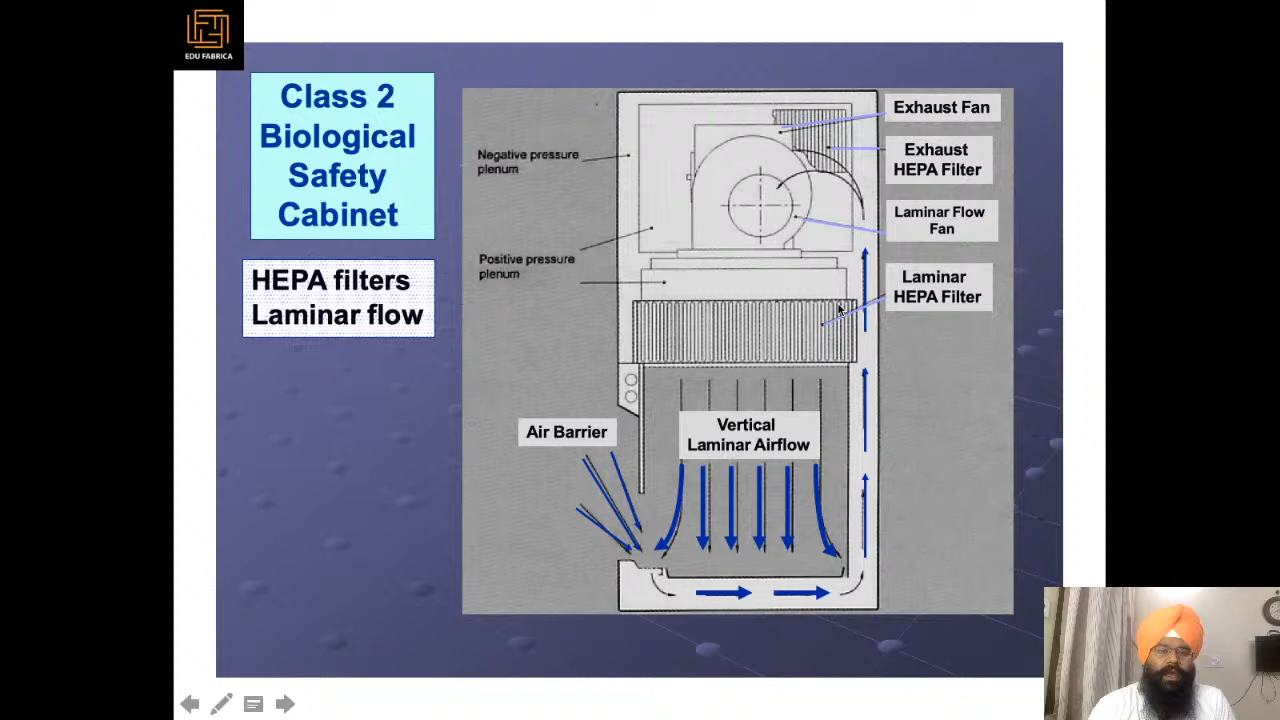 EDU FABRICA
Class 2
Biological
Safety
Cabinet
HEPA filters
Laminar flow
Negative pressure
plenum
Positive pressure
plenum
Exhaust Fan
Exhaust
HEPA Filter
Laminar Flow
Fan
Laminar
HEPA Filter
Air Barrier
Vertical
Laminar Airflow